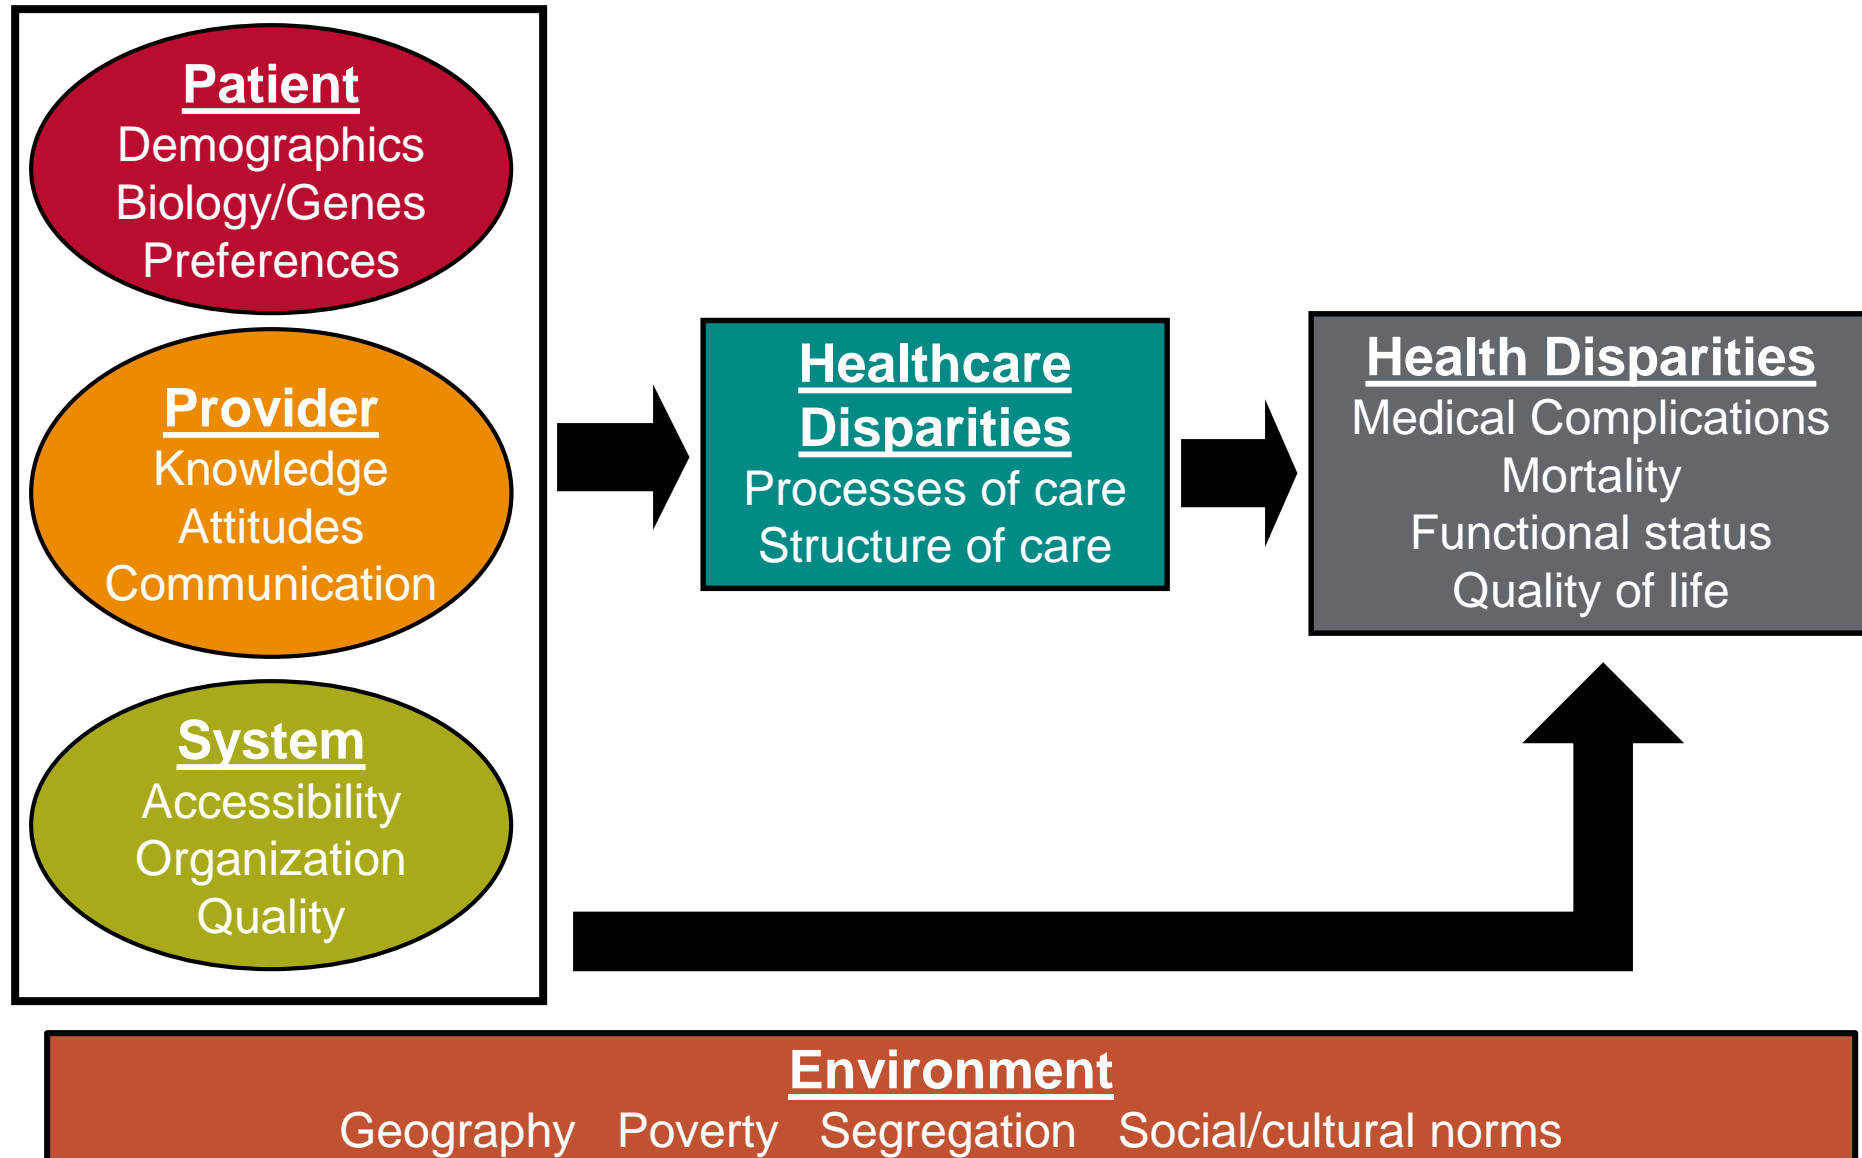 Patient
Demographics
Biology/Genes
Preferences
Provider
Knowledge
Attitudes
Communication
System
Accessibility
Organization
Quality
Healthcare
Disparities
Processes of care
Structure of care
Health Disparities
Medical Complications
Mortality
Functional status
Quality of life
Environment
Geography Poverty Segregation Social/cultural norms